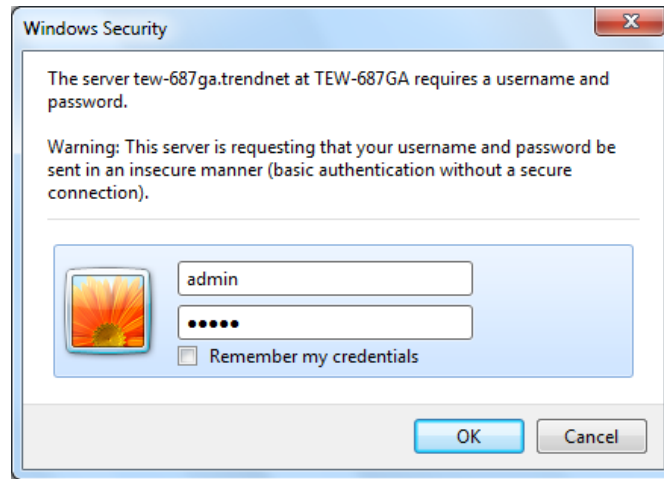 Windows Security
The server tew-687ga.trendnet at TEW-687GA requires a username and
password.
Warning: This server is requesting that your username and password be
sent in an insecure manner (basic authentication without a secure
connection).
admin
●●●●●
Remember my credentials
OK Cancel